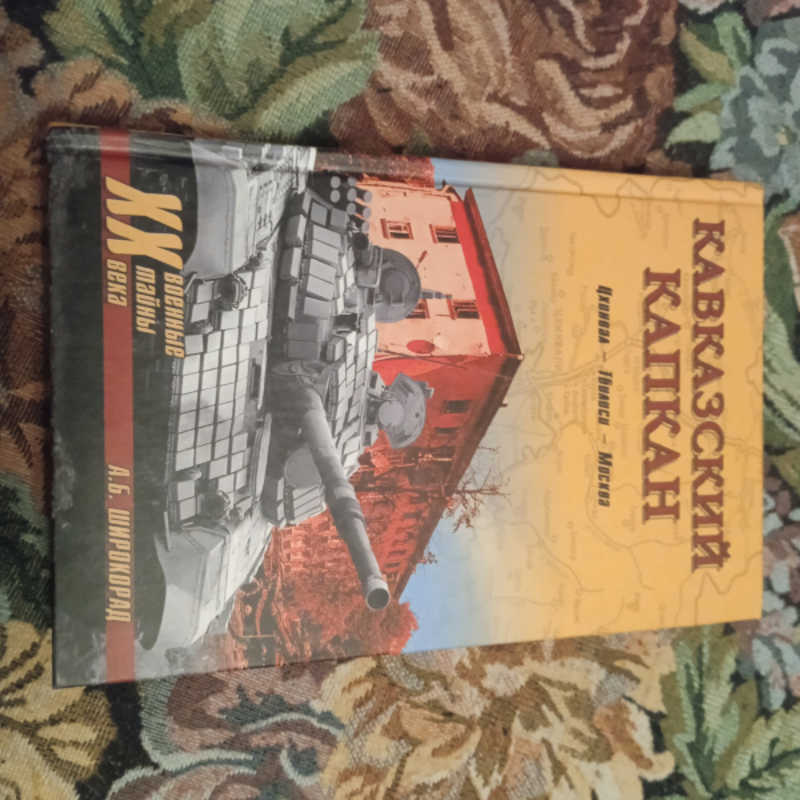 КАВКАЗСКИЙ
КАПКАН
Цхинвал — Тбилиси — Москва
XX
военные
тайны
века
А.Б. ШИРОКОРАД